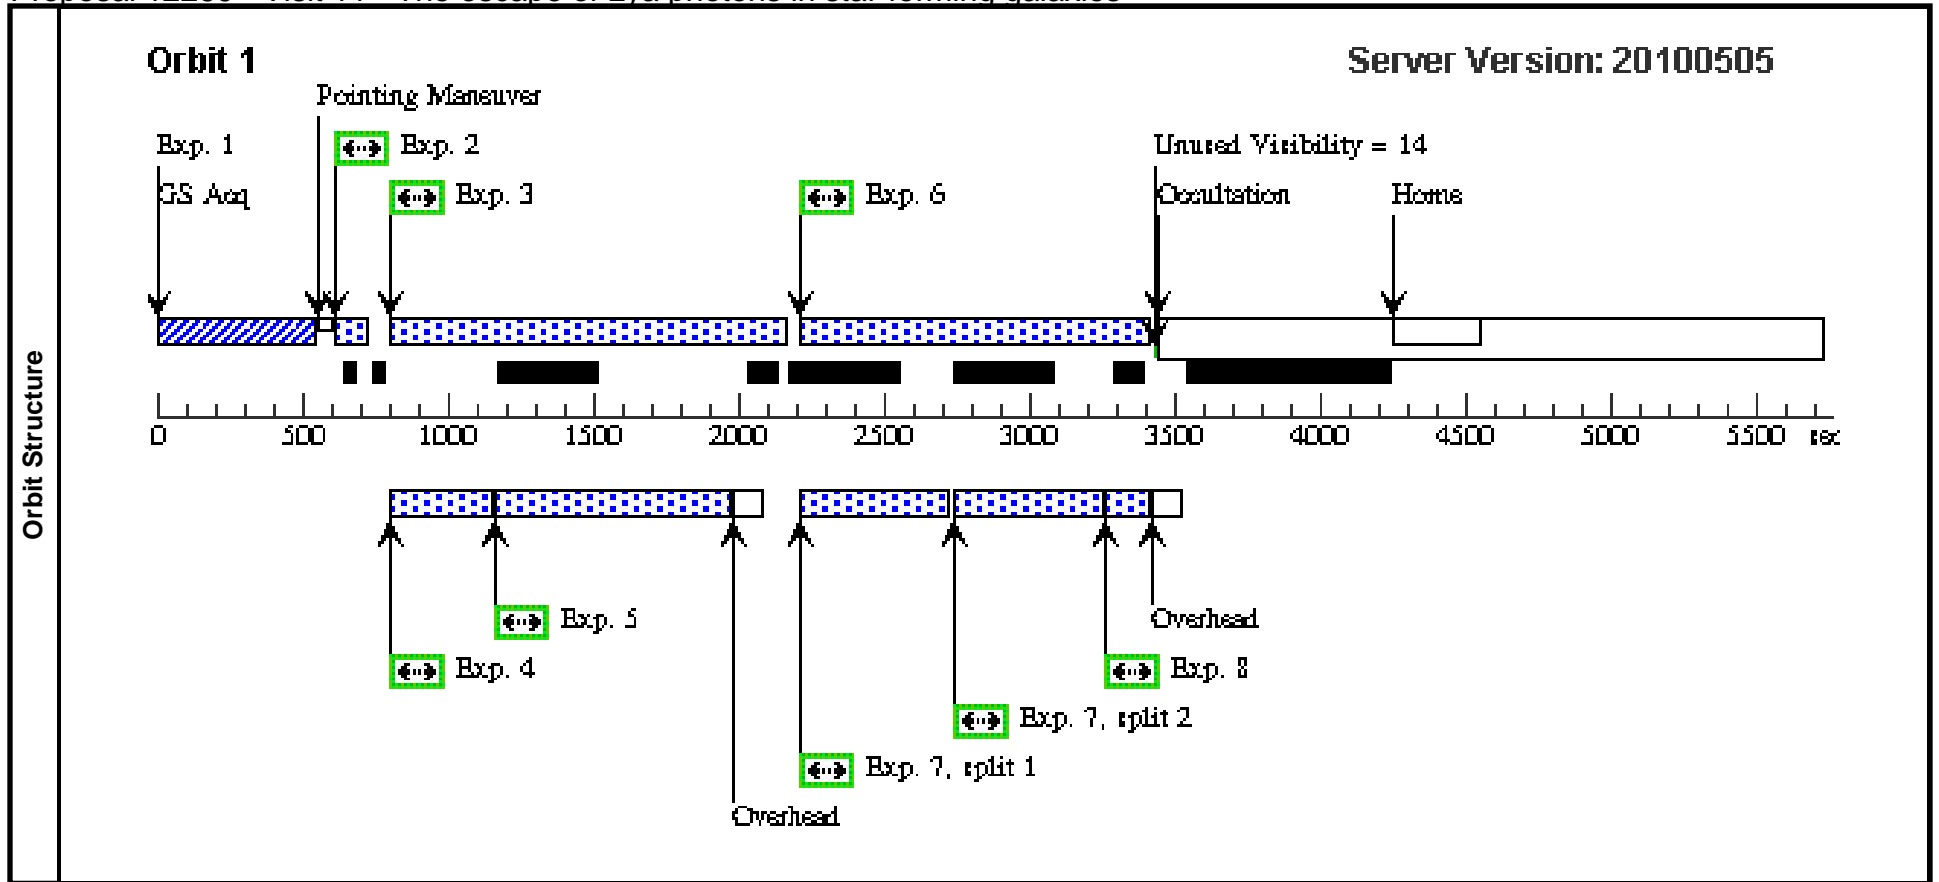 Orbit 1
Server Version: 20100505
Pointing Maneuver
Exp. 1
Exp. 2
Unused Visibility = 14
GS Acq
Exp. 3
Exp. 6
Occultation
Home
0 500 1000 1500 2000 2500 3000 3500 4000 4500 5000 5500 sec
Orbit Structure
Exp. 5
Overhead
Exp. 4
Exp. 8
Exp. 7, split 2
Exp. 7, split 1
Overhead